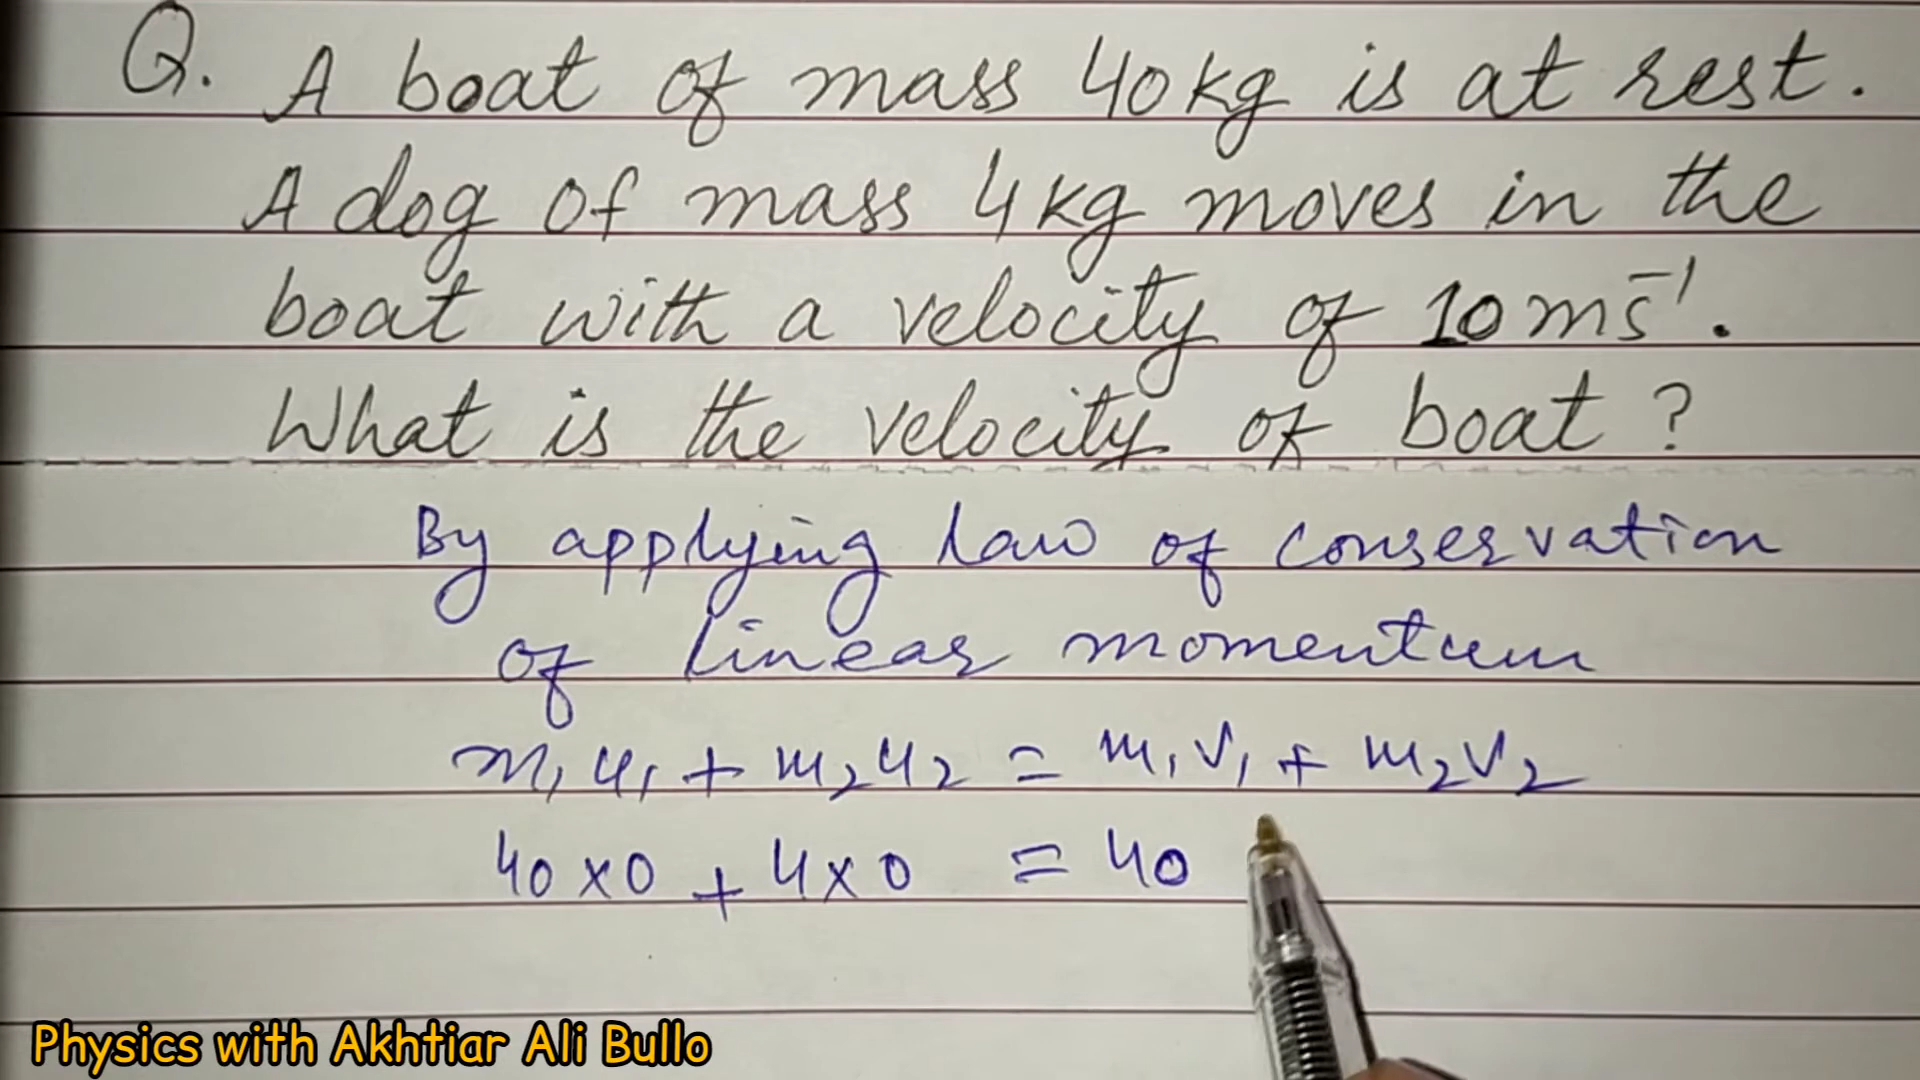 Q. A boat of mass 40kg is at rest.
A dog of mass 4kg moves in the
boat with a velocity of 10ms⁻¹.
What is the velocity of boat?
By applying law of conservation
of linear momentum
m₁u₁ + m₂u₂ = m₁v₁ + m₂v₂
40×0 + 4×0 = 40
Physics with Akhtiar Ali Bullo